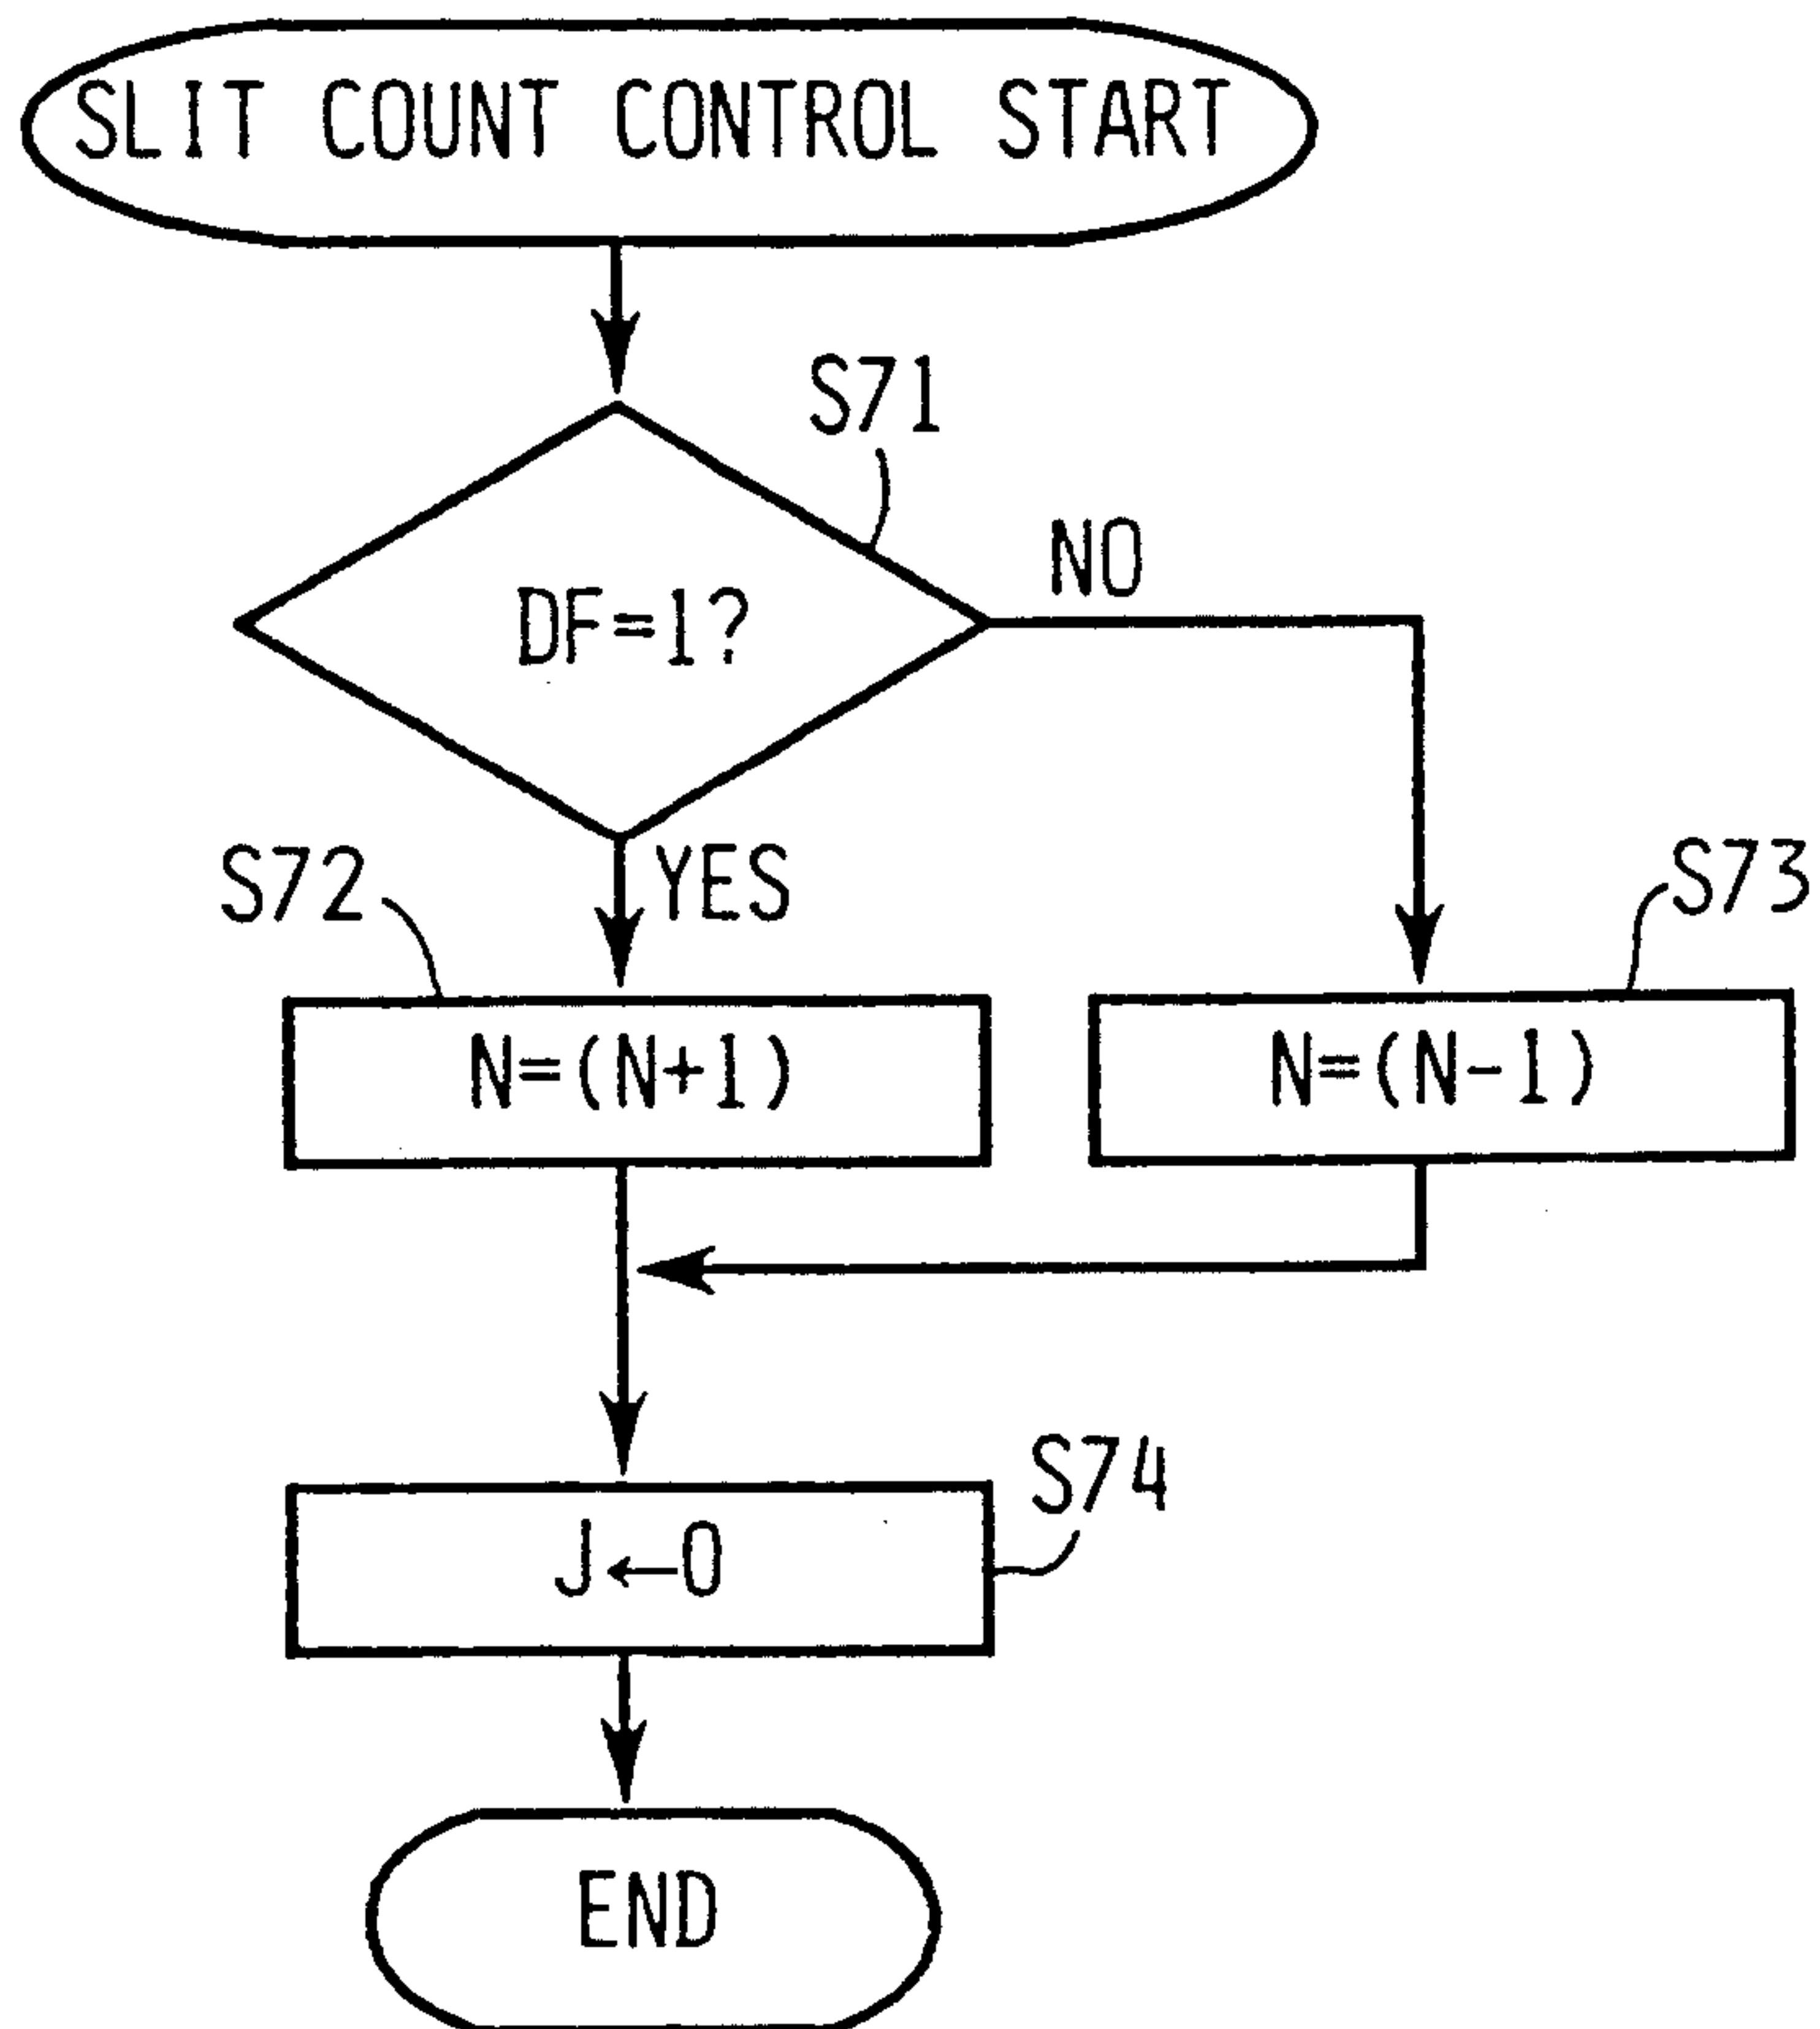 SLIT COUNT CONTROL START
S71
DF=1?
NO
YES
S72
S73
N=(N+1)
N=(N-1)
S74
J←0
END